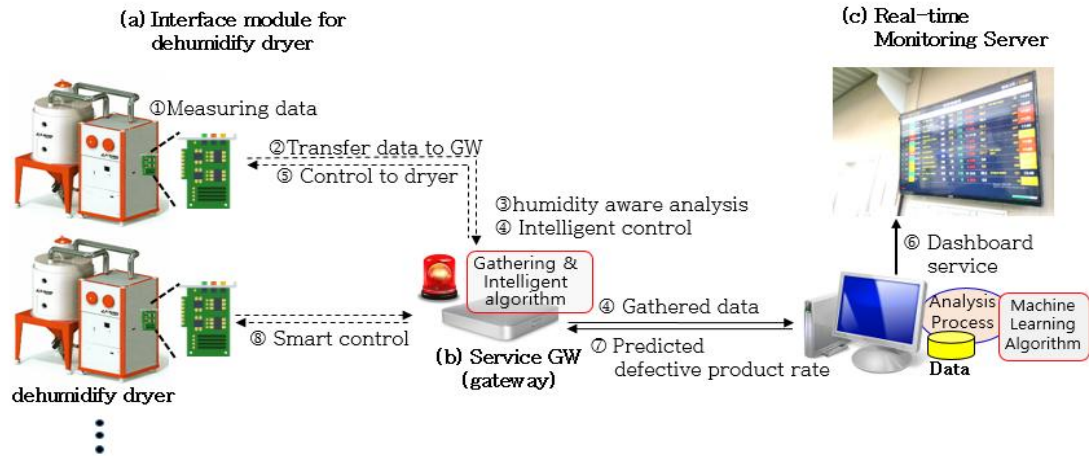 (a) Interface module for
dehumidify dryer
(c) Real-time
Monitoring Server
①Measuring data
②Transfer data to GW
⑤ Control to dryer
③humidity aware analysis
④ Intelligent control
Gathering &
Intelligent
algorithm
⑥ Dashboard
service
④ Gathered data
Analysis
Process
Machine
Learning
Algorithm
⑧ Smart control
(b) Service GW
(gateway)
⑦ Predicted
defective product rate
Data
dehumidify dryer